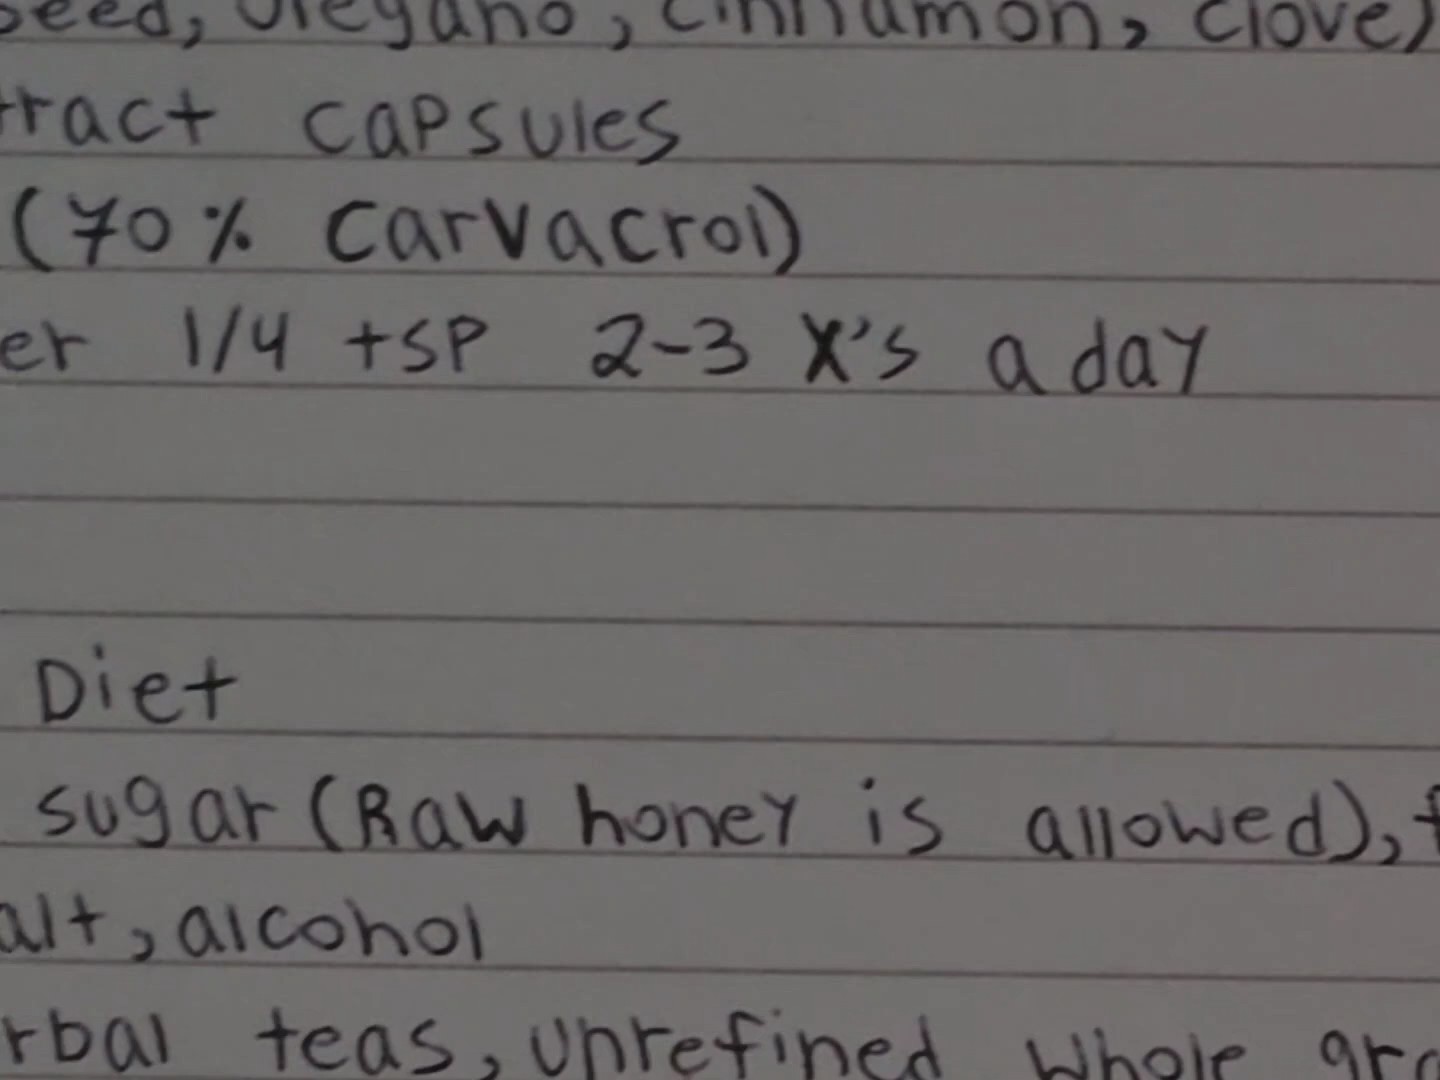 seed, oregano, cinnamon, clove)
tract capsules
(70% Carvacrol)
er 1/4 tsp 2-3 X's a day
Diet
sugar (Raw honey is allowed),
alt, alcohol
rbal teas, unrefined whole gra